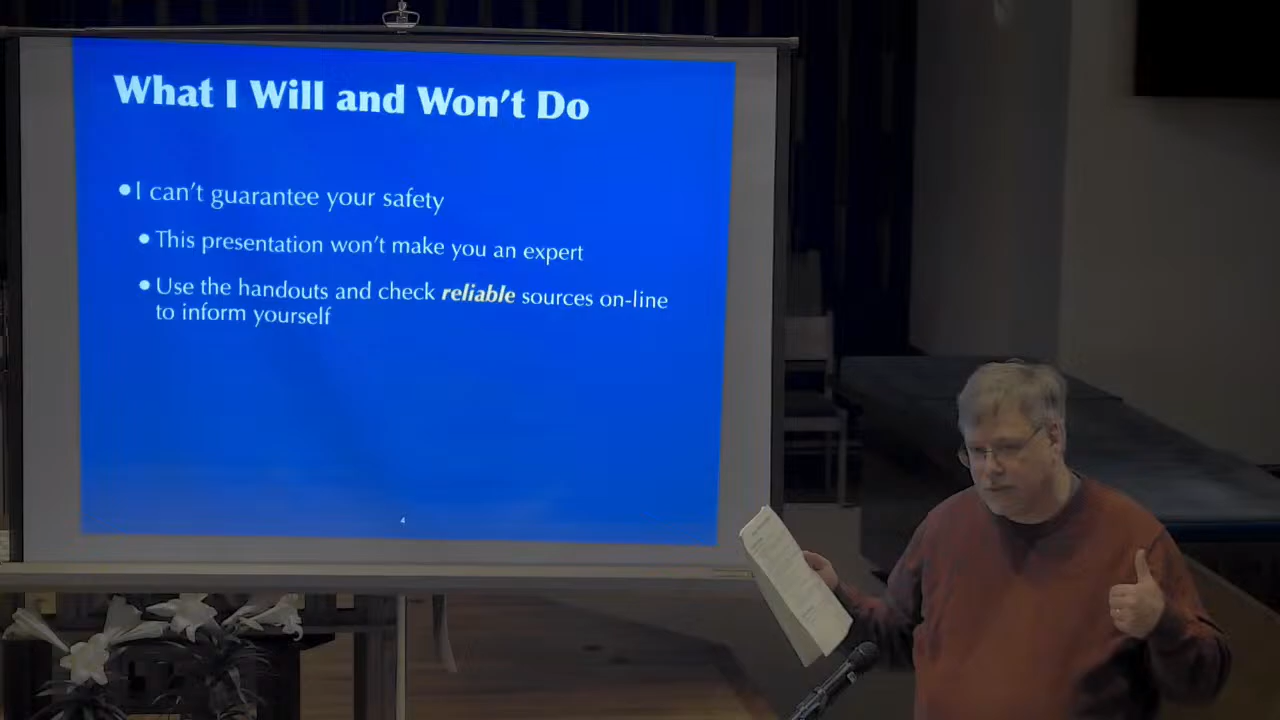 What I Will and Won't Do
•I can't guarantee your safety
•This presentation won't make you an expert
•Use the handouts and check reliable sources on-line
to inform yourself
4